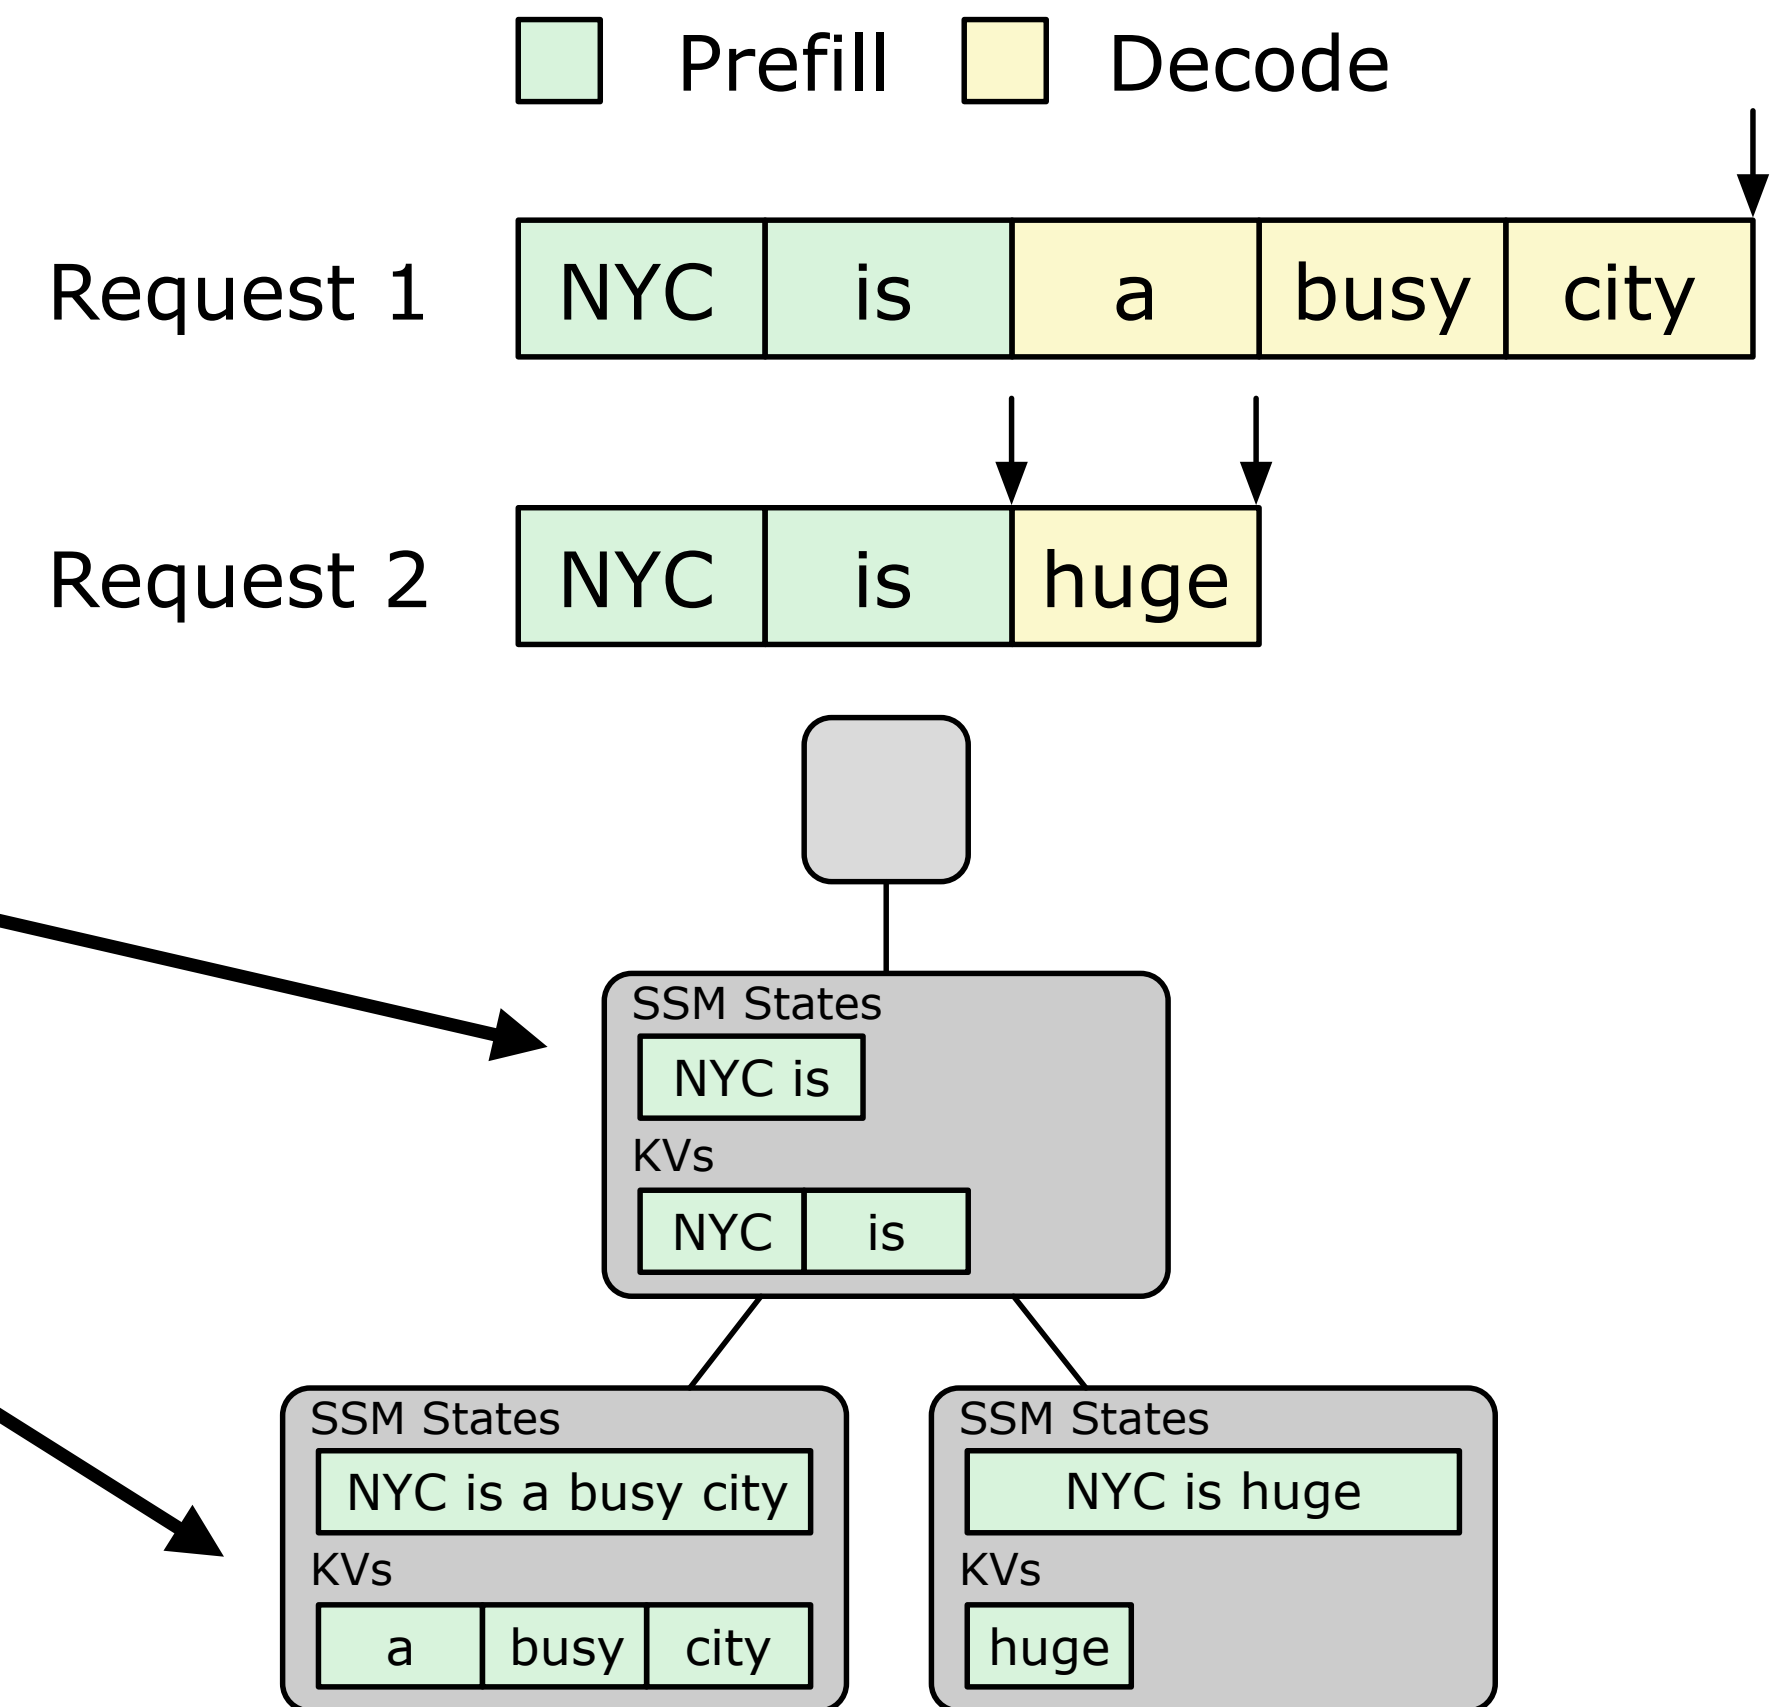 Prefill Decode
Request 1 NYC is a busy city
Request 2 NYC is huge
SSM States
NYC is
KVs
NYC is
SSM States
NYC is a busy city
KVs
a busy city
SSM States
NYC is huge
KVs
huge